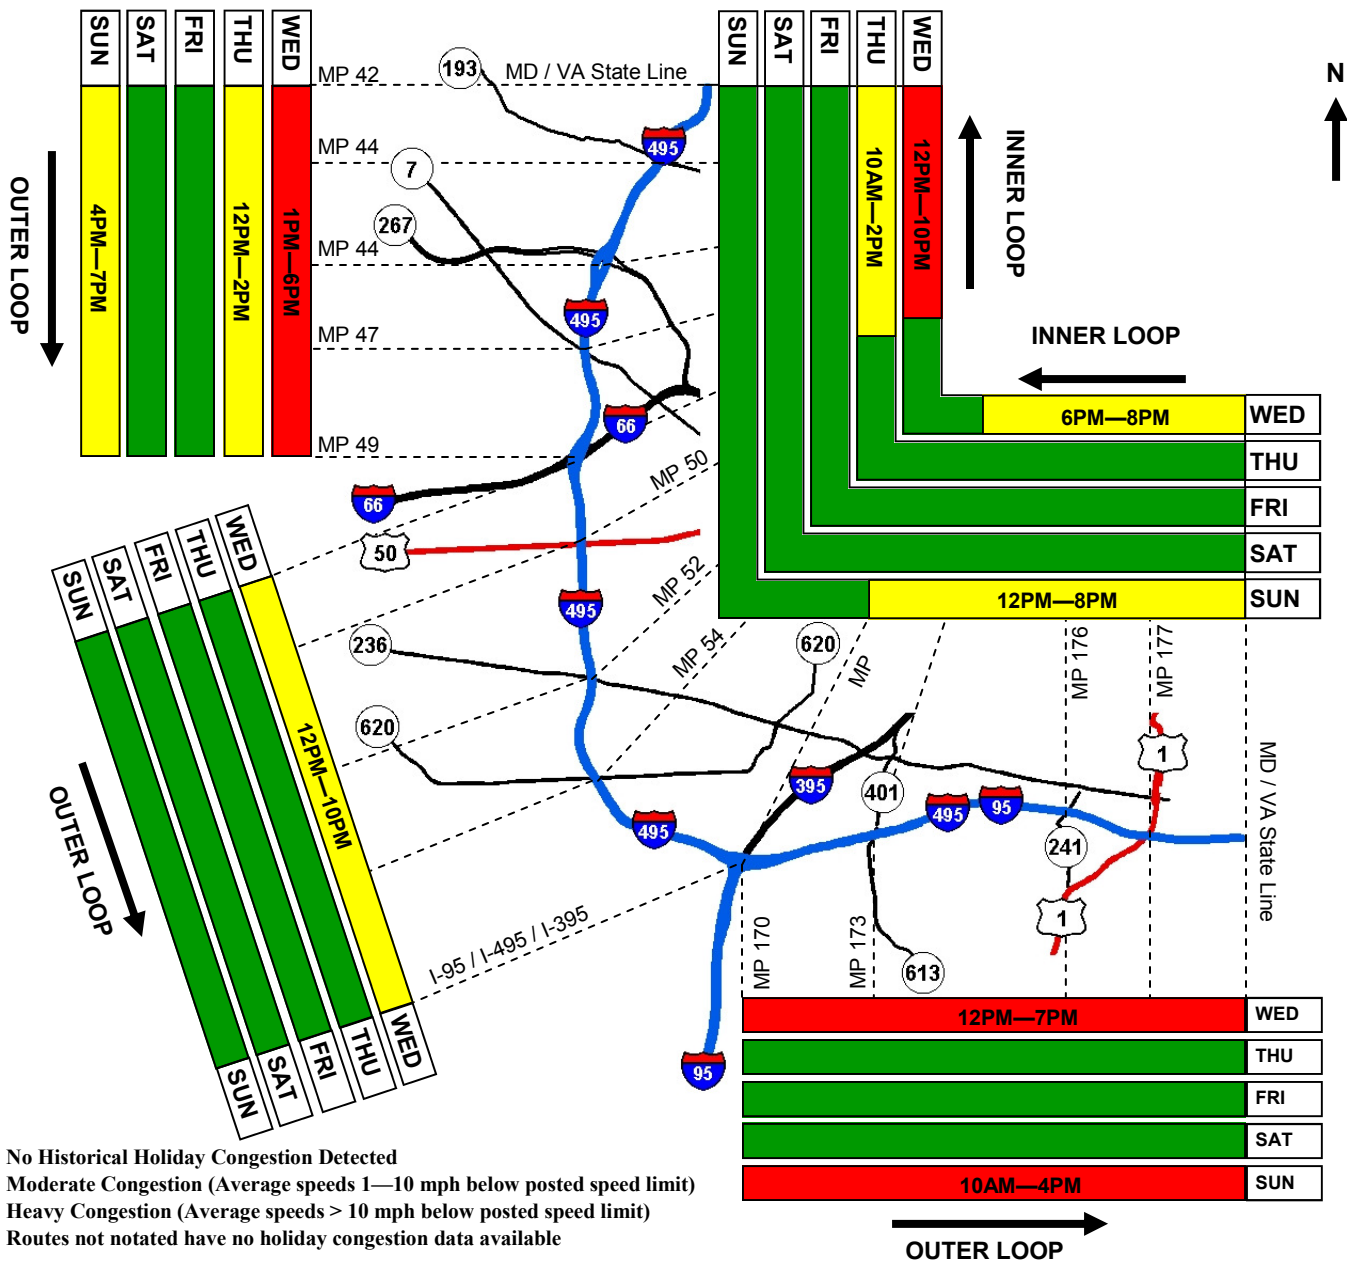 SUN
SAT
FRI
THU
WED
SUN
SAT
FRI
THU
WED
N
MP 42
193
MD / VA State Line
495
MP 44
7
267
MP 44
495
MP 47
66
MP 49
66
50
OUTER LOOP
4PM—7PM
12PM—2PM
1PM—6PM
10AM—2PM
12PM—10PM
INNER LOOP
INNER LOOP
6PM—8PM
WED
THU
FRI
SAT
12PM—8PM
SUN
MP 50
MP 52
MP 54
MP
MP 176
MP 177
SUN
SAT
FRI
THU
WED
495
236
620
620
12PM—10PM
OUTER LOOP
395
401
495
95
1
241
1
495
MD / VA State Line
I-95 / I-495 / I-395
MP 170
MP 173
613
95
SUN
SAT
FRI
THU
WED
12PM—7PM
WED
THU
FRI
SAT
10AM—4PM
SUN
OUTER LOOP
No Historical Holiday Congestion Detected
Moderate Congestion (Average speeds 1—10 mph below posted speed limit)
Heavy Congestion (Average speeds > 10 mph below posted speed limit)
Routes not notated have no holiday congestion data available